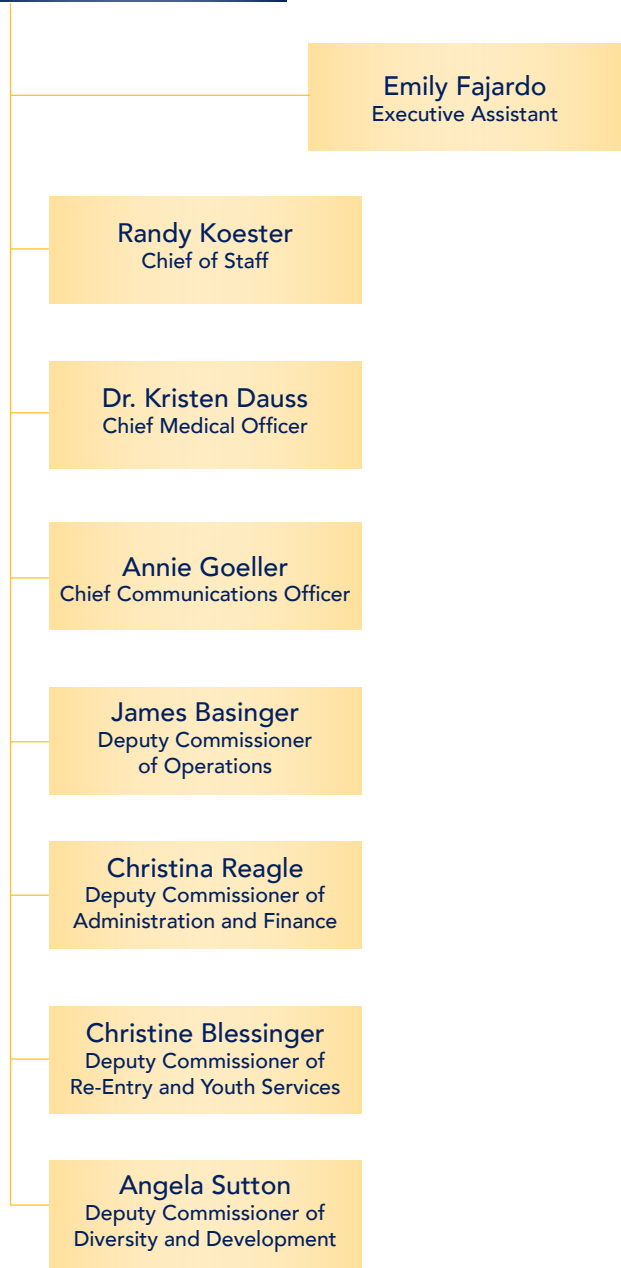 Emily Fajardo
Executive Assistant
Randy Koester
Chief of Staff
Dr. Kristen Dauss
Chief Medical Officer
Annie Goeller
Chief Communications Officer
James Basinger
Deputy Commissioner
of Operations
Christina Reagle
Deputy Commissioner of
Administration and Finance
Christine Blessinger
Deputy Commissioner of
Re-Entry and Youth Services
Angela Sutton
Deputy Commissioner of
Diversity and Development